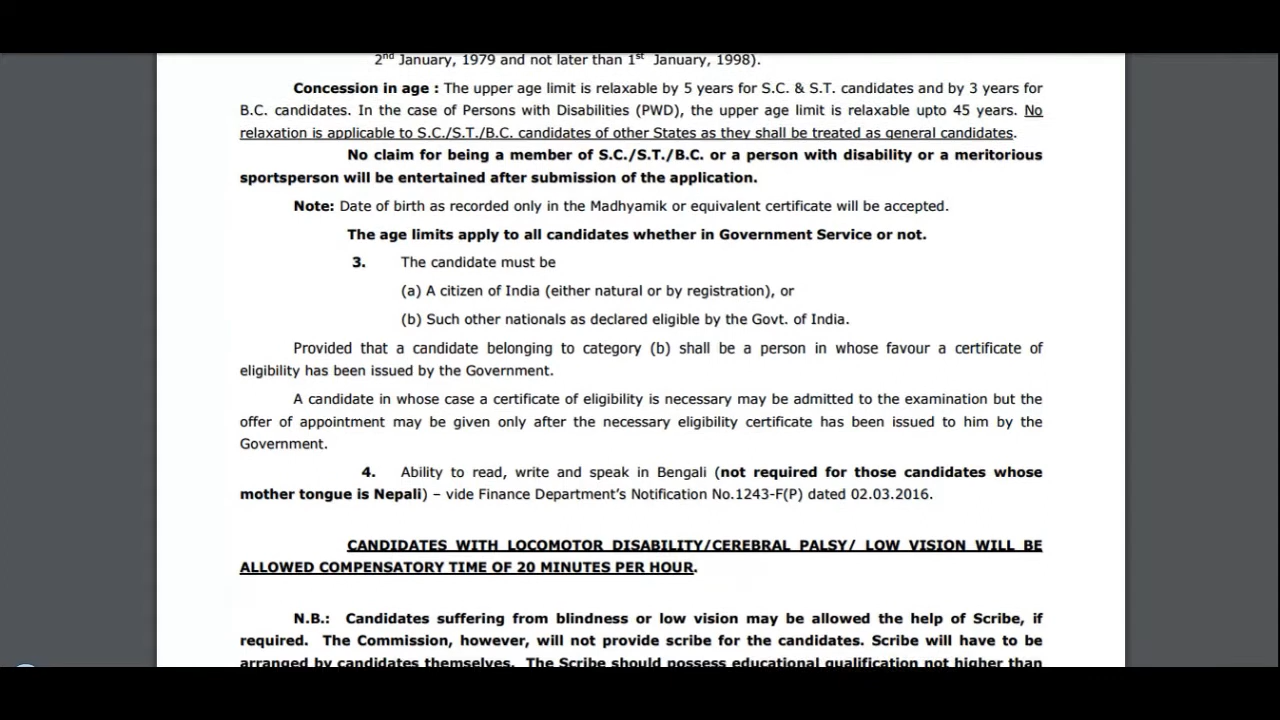 2nd January, 1979 and not later than 1st January, 1998).
Concession in age : The upper age limit is relaxable by 5 years for S.C. & S.T. candidates and by 3 years for
B.C. candidates. In the case of Persons with Disabilities (PWD), the upper age limit is relaxable upto 45 years. No
relaxation is applicable to S.C./S.T./B.C. candidates of other States as they shall be treated as general candidates.
No claim for being a member of S.C./S.T./B.C. or a person with disability or a meritorious
sportsperson will be entertained after submission of the application.
Note: Date of birth as recorded only in the Madhyamik or equivalent certificate will be accepted.
The age limits apply to all candidates whether in Government Service or not.
3. The candidate must be
(a) A citizen of India (either natural or by registration), or
(b) Such other nationals as declared eligible by the Govt. of India.
Provided that a candidate belonging to category (b) shall be a person in whose favour a certificate of
eligibility has been issued by the Government.
A candidate in whose case a certificate of eligibility is necessary may be admitted to the examination but the
offer of appointment may be given only after the necessary eligibility certificate has been issued to him by the
Government.
4. Ability to read, write and speak in Bengali (not required for those candidates whose
mother tongue is Nepali) – vide Finance Department's Notification No.1243-F(P) dated 02.03.2016.
CANDIDATES WITH LOCOMOTOR DISABILITY/CEREBRAL PALSY/ LOW VISION WILL BE
ALLOWED COMPENSATORY TIME OF 20 MINUTES PER HOUR.
N.B.: Candidates suffering from blindness or low vision may be allowed the help of Scribe, if
required. The Commission, however, will not provide scribe for the candidates. Scribe will have to be
arranged by candidates themselves. The Scribe should possess educational qualification not higher than